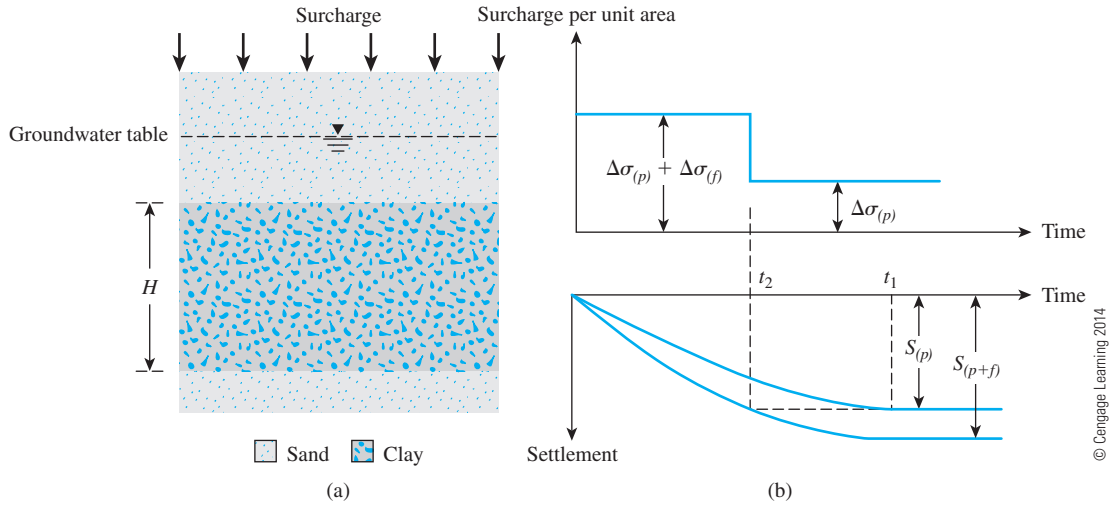 Surcharge
Groundwater table
H
Sand
Clay
(a)
Surcharge per unit area
Δσ(p) + Δσ(f)
Δσ(p)
Time
t2
t1
Time
S(p)
S(p+f)
Settlement
(b)
© Cengage Learning 2014